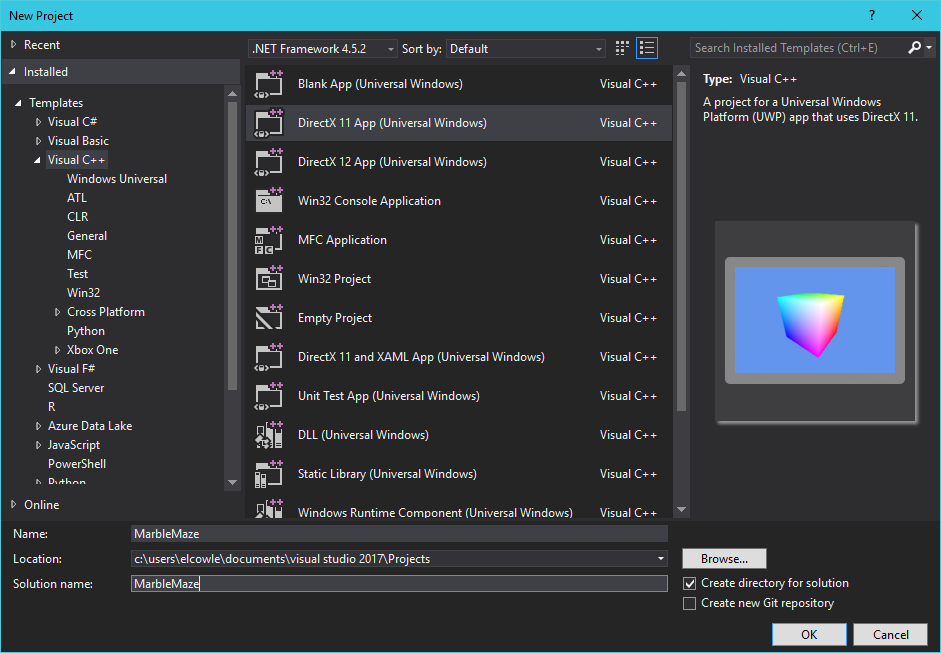 New Project
?
Recent
.NET Framework 4.5.2
Sort by:
Default
Search Installed Templates (Ctrl+E)
Installed
Templates
Visual C#
Visual Basic
Visual C++
Windows Universal
ATL
CLR
General
MFC
Test
Win32
Cross Platform
Python
Xbox One
Visual F#
SQL Server
R
Azure Data Lake
JavaScript
PowerShell
Python
Online
Blank App (Universal Windows) Visual C++
DirectX 11 App (Universal Windows) Visual C++
DirectX 12 App (Universal Windows) Visual C++
C:\ Win32 Console Application Visual C++
MFC MFC Application Visual C++
Win32 Project Visual C++
Empty Project Visual C++
DirectX 11 and XAML App (Universal Windows) Visual C++
Unit Test App (Universal Windows) Visual C++
DLL (Universal Windows) Visual C++
Static Library (Universal Windows) Visual C++
Windows Runtime Component (Universal Windows) Visual C++
Type: Visual C++
A project for a Universal Windows
Platform (UWP) app that uses DirectX 11.
Name: MarbleMaze
Location: c:\users\elcowle\documents\visual studio 2017\Projects
Browse...
Solution name: MarbleMaze
Create directory for solution
Create new Git repository
OK
Cancel